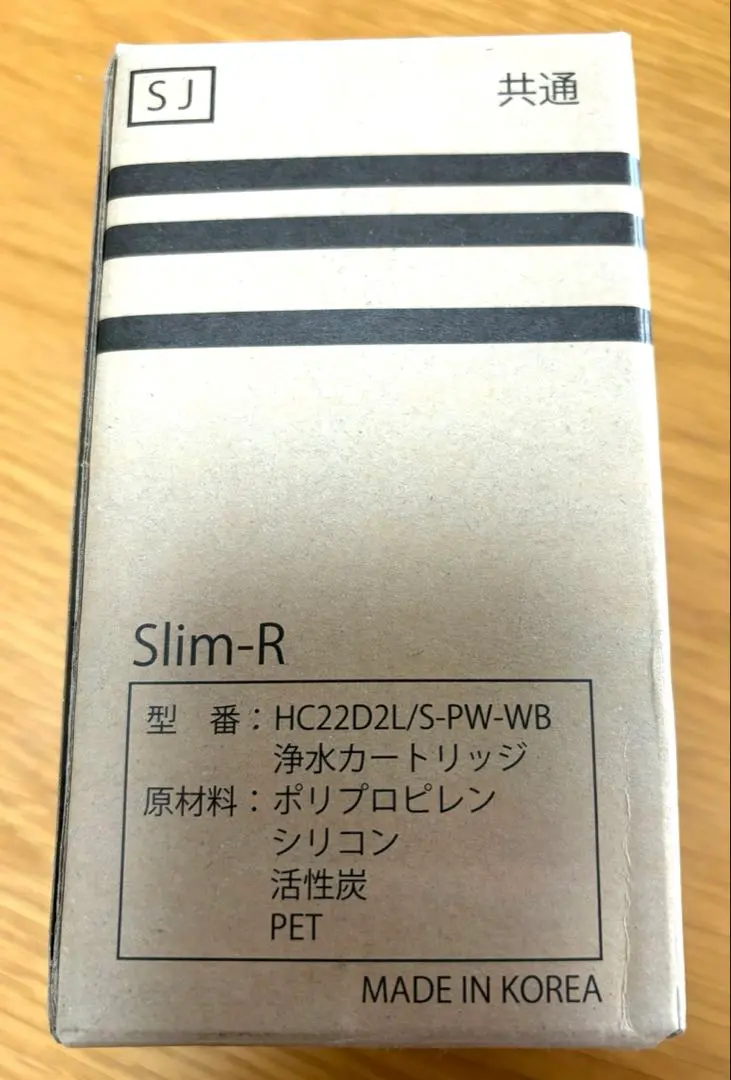 SJ
共通
Slim-R
型　番：HC22D2L/S-PW-WB
浄水カートリッジ
原材料：ポリプロピレン
シリコン
活性炭
PET
MADE IN KOREA